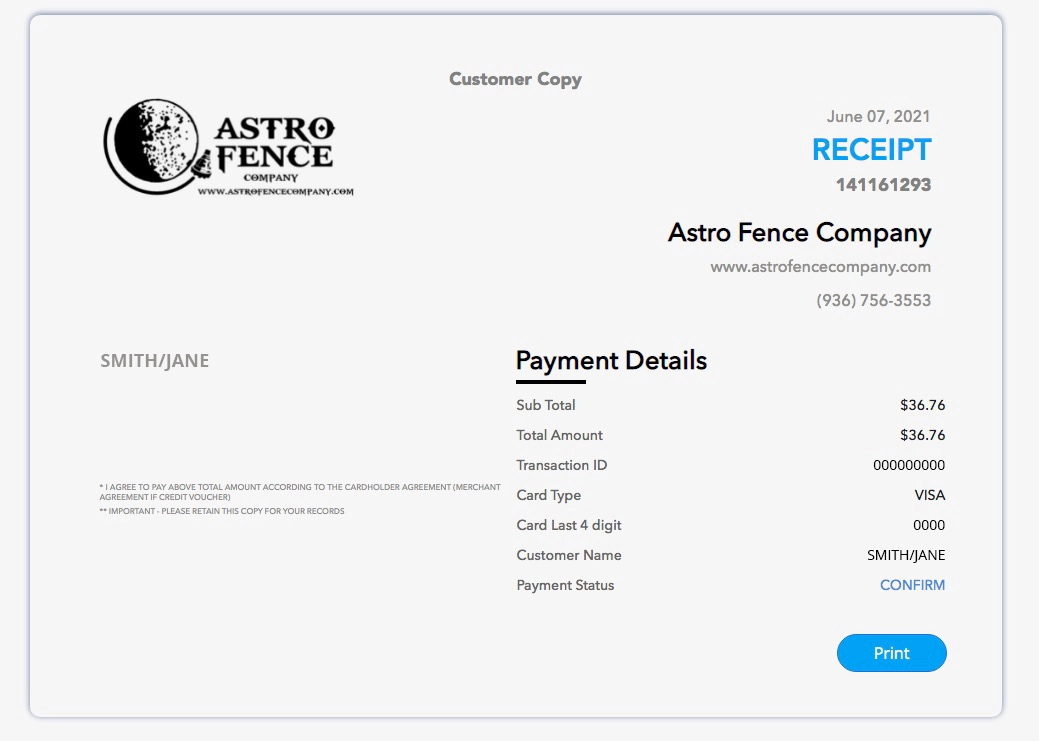 Customer Copy
ASTRO
FENCE
COMPANY
WWW.ASTROFENCECOMPANY.COM
June 07, 2021
RECEIPT
141161293
Astro Fence Company
www.astrofencecompany.com
(936) 756-3553
SMITH/JANE
* I AGREE TO PAY ABOVE TOTAL AMOUNT ACCORDING TO THE CARDHOLDER AGREEMENT (MERCHANT
AGREEMENT IF CREDIT VOUCHER)
** IMPORTANT - PLEASE RETAIN THIS COPY FOR YOUR RECORDS
Payment Details
Sub Total $36.76
Total Amount $36.76
Transaction ID 000000000
Card Type VISA
Card Last 4 digit 0000
Customer Name SMITH/JANE
Payment Status CONFIRM
Print